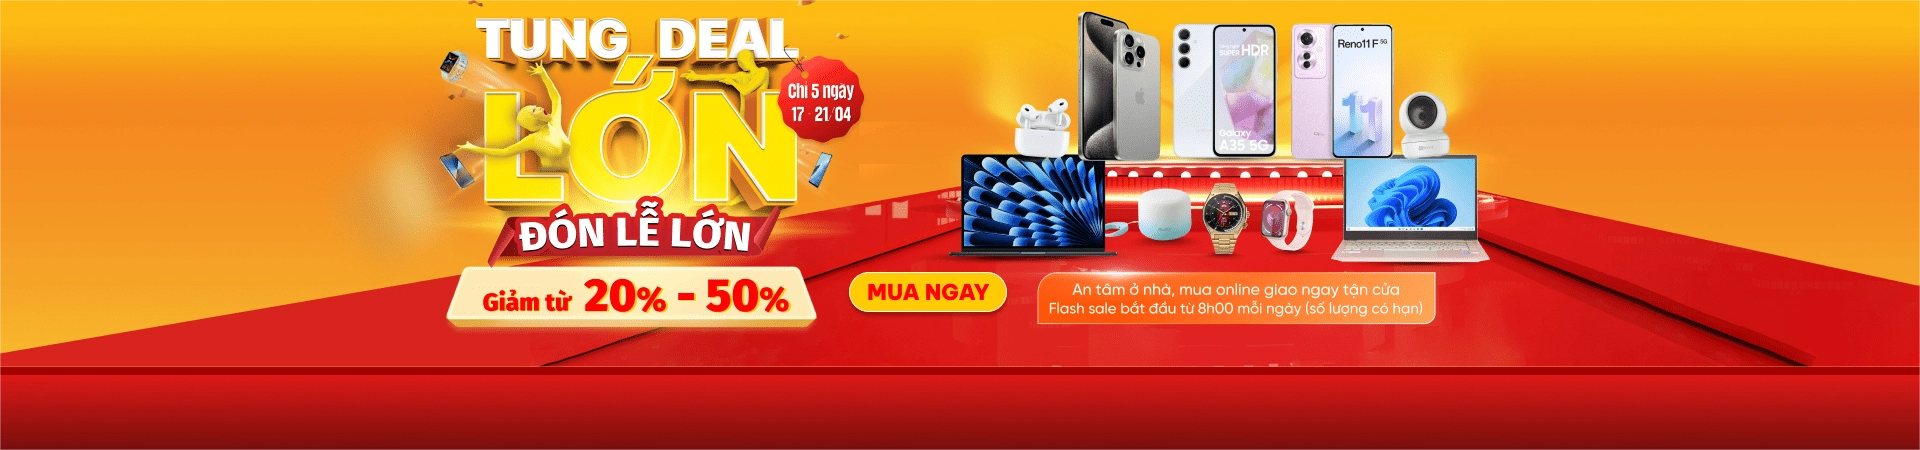 TUNG DEAL
LỚN
Chỉ 5 ngày
17 - 21/04
ĐÓN LỄ LỚN
Giảm từ 20% - 50%
MUA NGAY
An tâm ở nhà, mua online giao ngay tận cửa
Flash sale bắt đầu từ 8h00 mỗi ngày (số lượng có hạn)
SUPER HDR
Galaxy
A35 5G
Reno11 F 5G
11